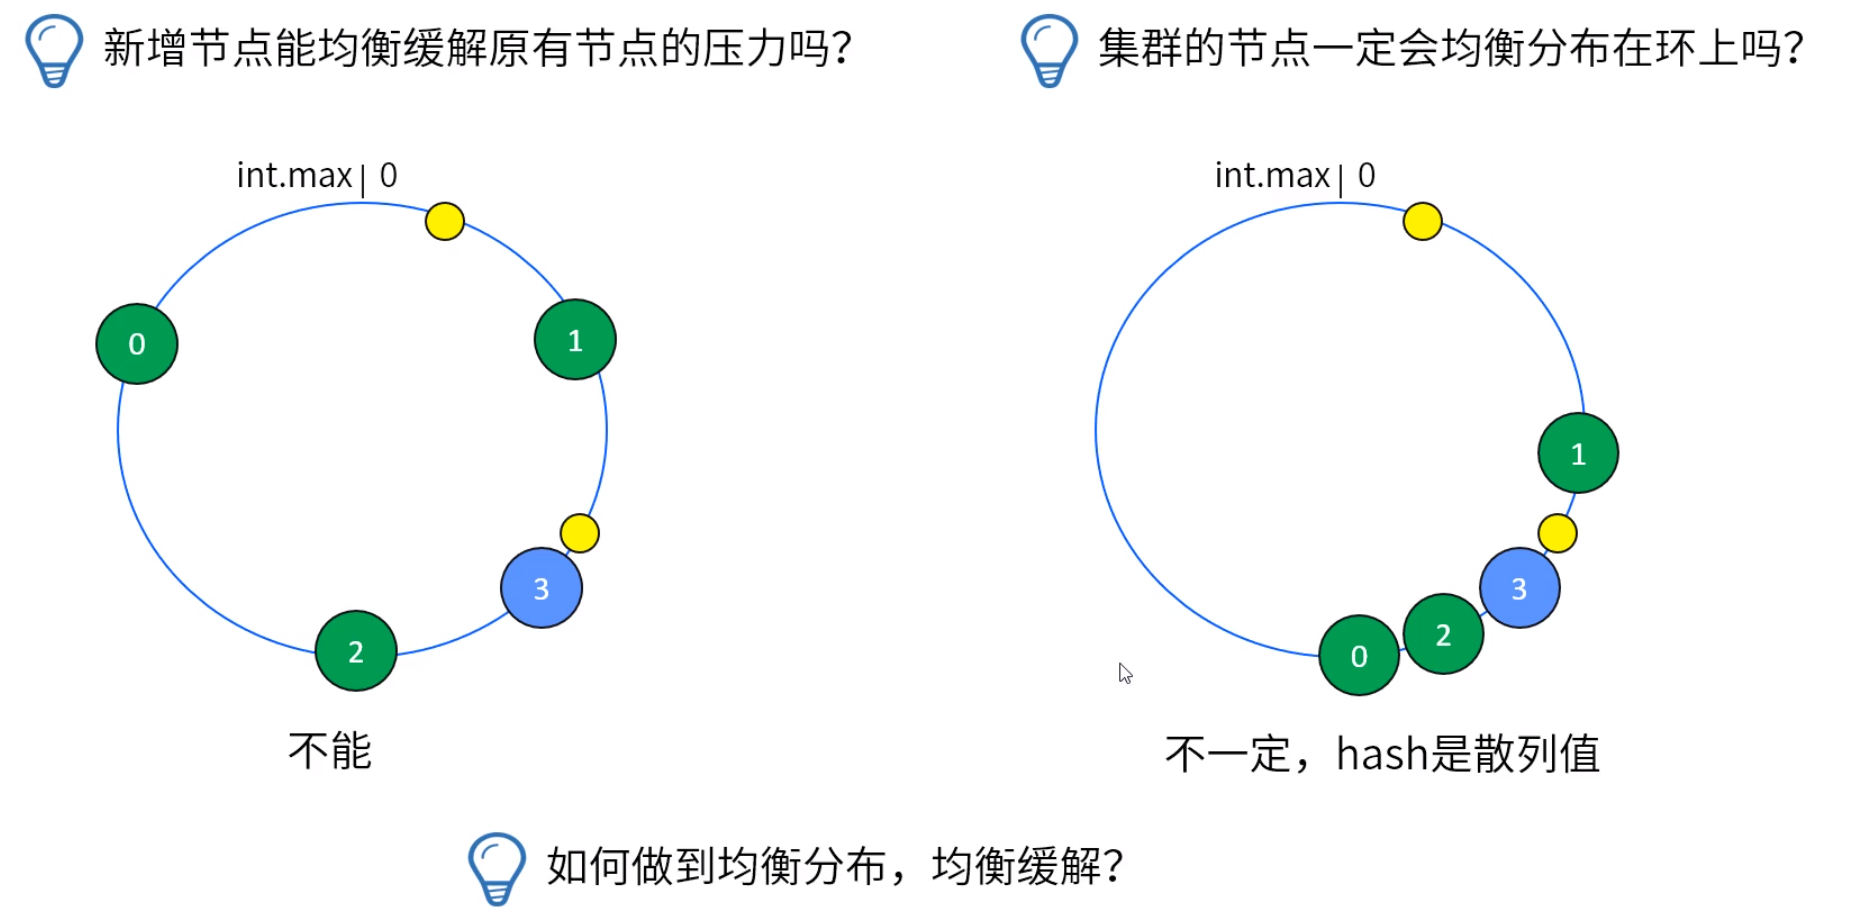 新增节点能均衡缓解原有节点的压力吗?
集群的节点一定会均衡分布在环上吗?
int.max| 0
0
1
3
2
不能
int.max| 0
1
3
2
0
不一定，hash是散列值
如何做到均衡分布，均衡缓解?